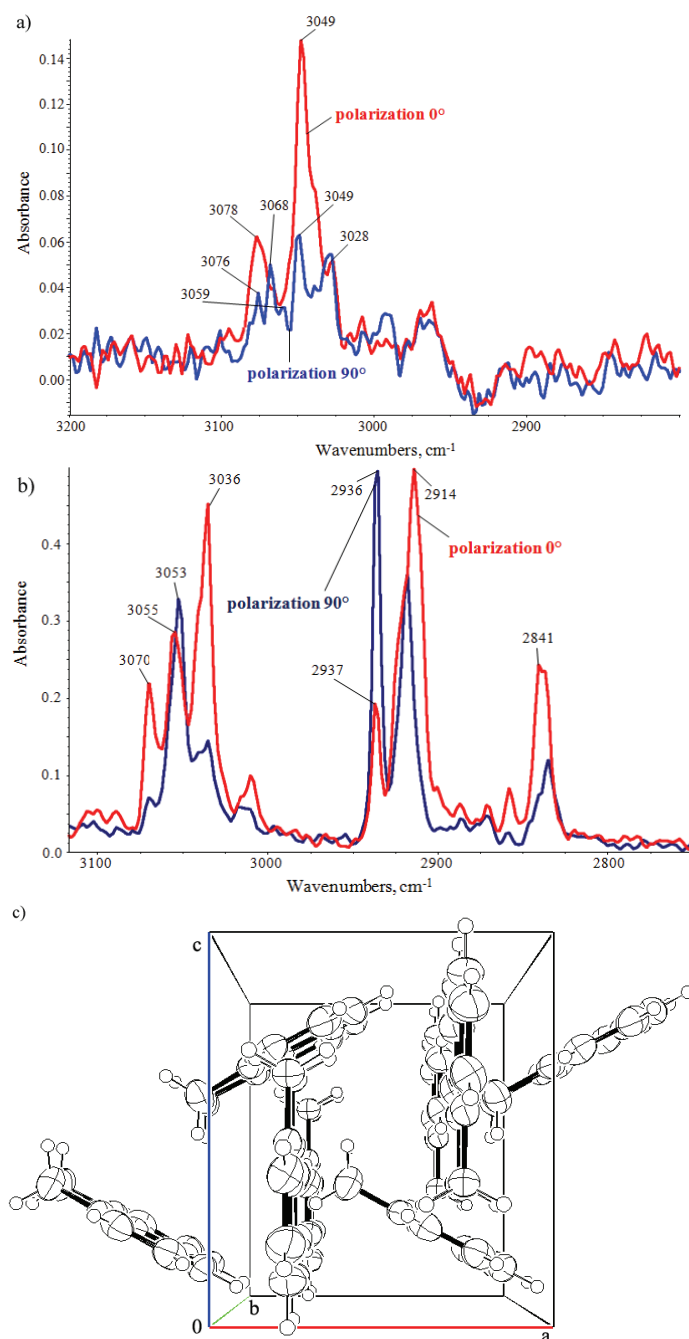 a)
3049
0.14
polarization 0°
0.12
0.10
3049
3068
0.08
3078
3028
0.06
3076
0.04
3059
0.02
polarization 90°
0.00
Absorbance
3200
3100
3000
2900
Wavenumbers, cm-1
b)
3036
2936
2914
polarization 0°
0.4
3053
polarization 90°
0.3
3055
2841
3070
2937
0.2
0.1
0.0
Absorbance
3100
3000
2900
2800
Wavenumbers, cm-1
c)
c
b
0
a